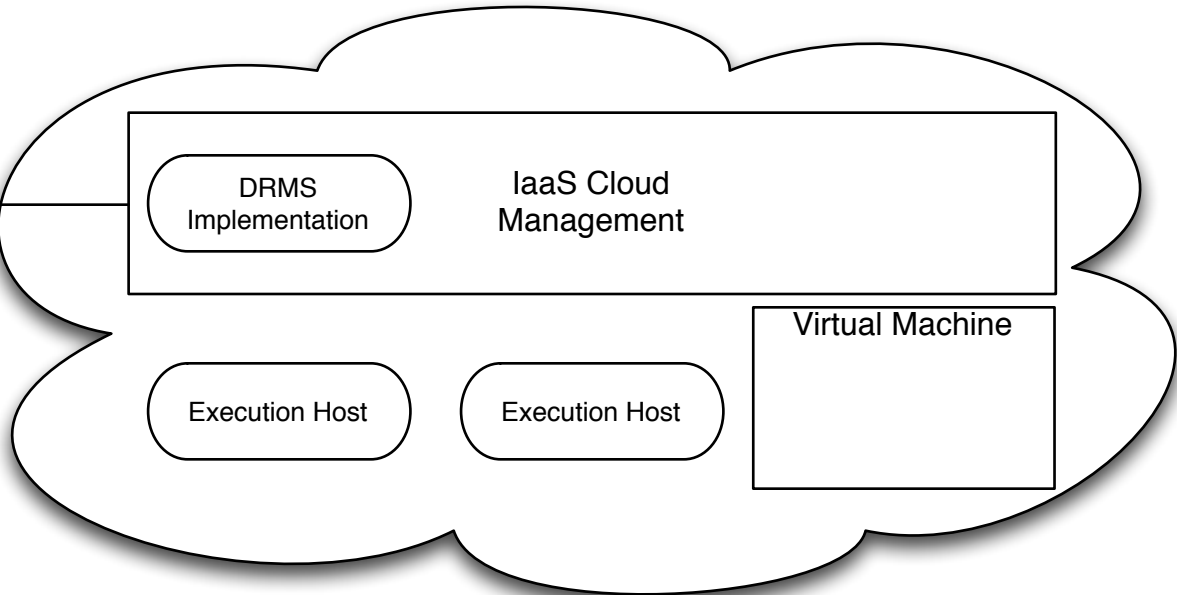 DRMS
Implementation
IaaS Cloud
Management
Virtual Machine
Execution Host
Execution Host